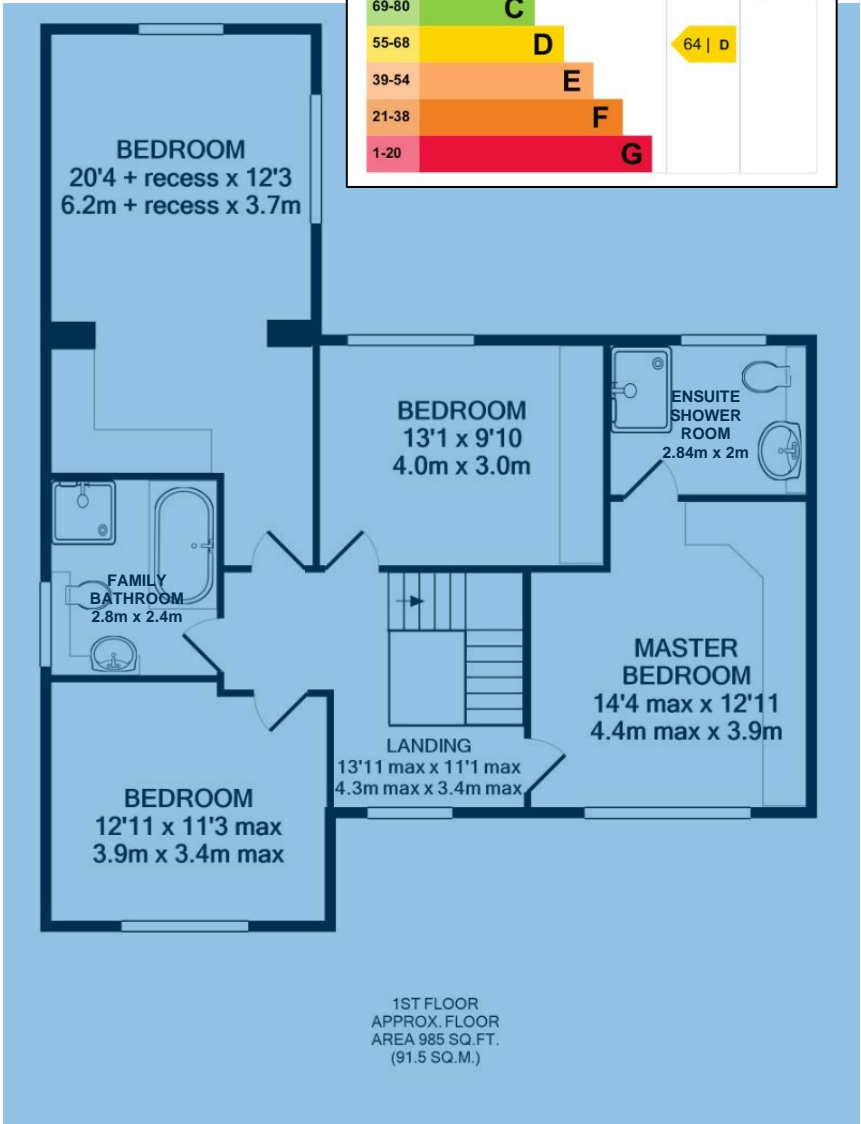 69-80 C
55-68 D 64 | D
39-54 E
21-38 F
1-20 G
BEDROOM
20'4 + recess x 12'3
6.2m + recess x 3.7m
BEDROOM
13'1 x 9'10
4.0m x 3.0m
ENSUITE
SHOWER
ROOM
2.84m x 2m
FAMILY
BATHROOM
2.8m x 2.4m
MASTER
BEDROOM
14'4 max x 12'11
4.4m max x 3.9m
LANDING
13'11 max x 11'1 max
4.3m max x 3.4m max
BEDROOM
12'11 x 11'3 max
3.9m x 3.4m max
1ST FLOOR
APPROX. FLOOR
AREA 985 SQ.FT.
(91.5 SQ.M.)